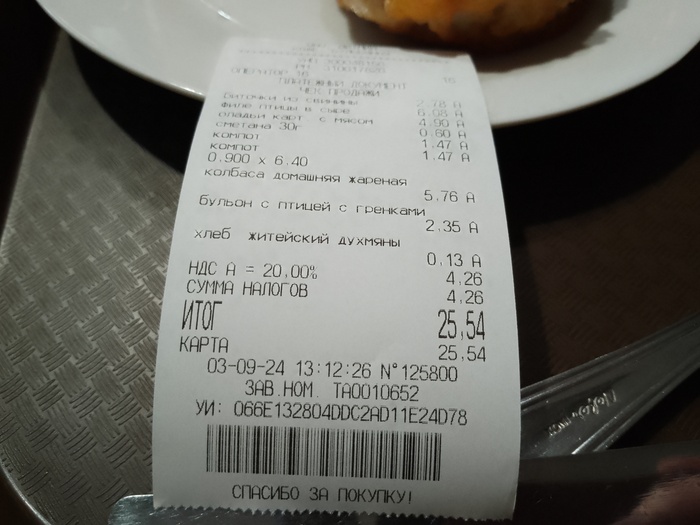 ОПЕРАТОР 16 16
ПЛАТЕЖНЫЙ ДОКУМЕНТ
ЧЕК ПРОДАЖИ
Биточки из свинины 2.78 А
Филе птицы в сыре 6.08 А
оладьи карт. с мясом 4.90 А
сметана 30г 0.60 А
компот 1.47 А
компот 1.47 А
0,900 x 6.40
колбаса домашняя жареная
5,76 А
бульон с птицей с гренками
2,35 А
хлеб житейский духмяны
0,13 А
НДС А = 20,00% 4,26
СУММА НАЛОГОВ 4,26
ИТОГ 25,54
КАРТА 25,54
03-09-24 13:12:26 N°125800
ЗАВ.НОМ. ТА0010652
УИ: 066E132804DDC2AD11E24D78
СПАСИБО ЗА ПОКУПКУ!